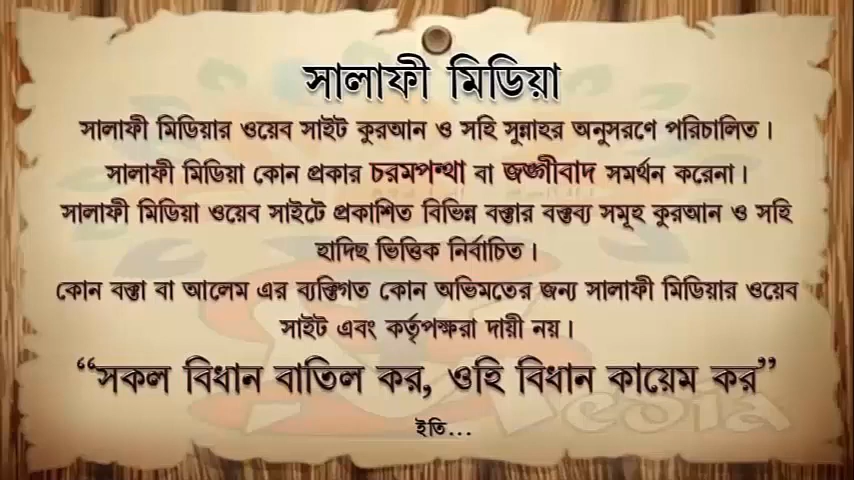 সালাফী মিডিয়া
সালাফী মিডিয়ার ওয়েব সাইট কুরআন ও সহি সুন্নাহর অনুসরণে পরিচালিত।
সালাফী মিডিয়া কোন প্রকার চরমপন্থা বা জঙ্গীবাদ সমর্থন করেনা।
সালাফী মিডিয়া ওয়েব সাইটে প্রকাশিত বিভিন্ন বক্তার বক্তব্য সমূহ কুরআন ও সহি
হাদিছ ভিত্তিক নির্বাচিত।
কোন বক্তা বা আলেম এর ব্যক্তিগত কোন অভিমতের জন্য সালাফী মিডিয়ার ওয়েব
সাইট এবং কর্তৃপক্ষরা দায়ী নয়।
“সকল বিধান বাতিল কর, ওহি বিধান কায়েম কর”
ইতি...